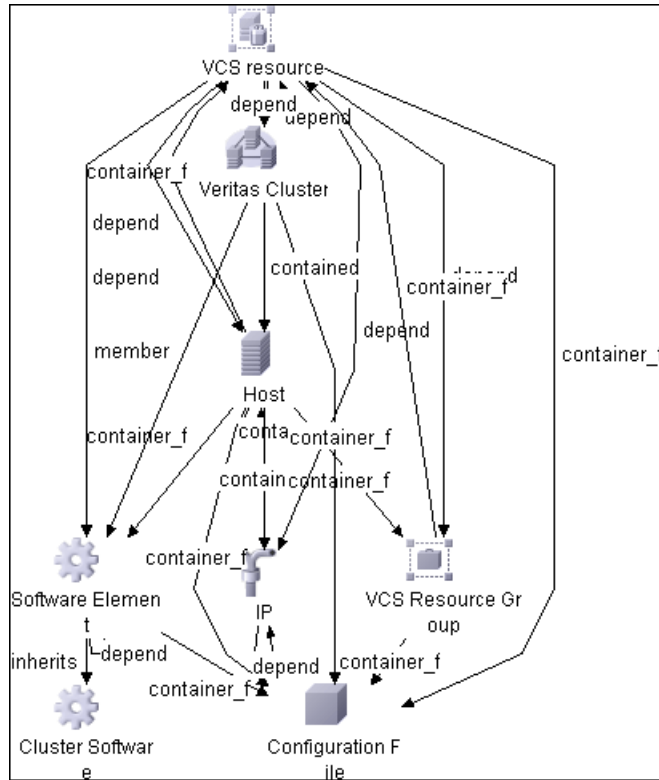 VCS resource
depend
depend
container_f
Veritas Cluster
depend
contained
depend
container_f
depend
depend
member
container_f
Host
container_f
conta
container_f
contain
container_f
container_f
Software Elemen
t
IP
VCS Resource Gr
oup
inherits
depend
depend
container_f
container_f
Cluster Softwar
e
Configuration F
ile